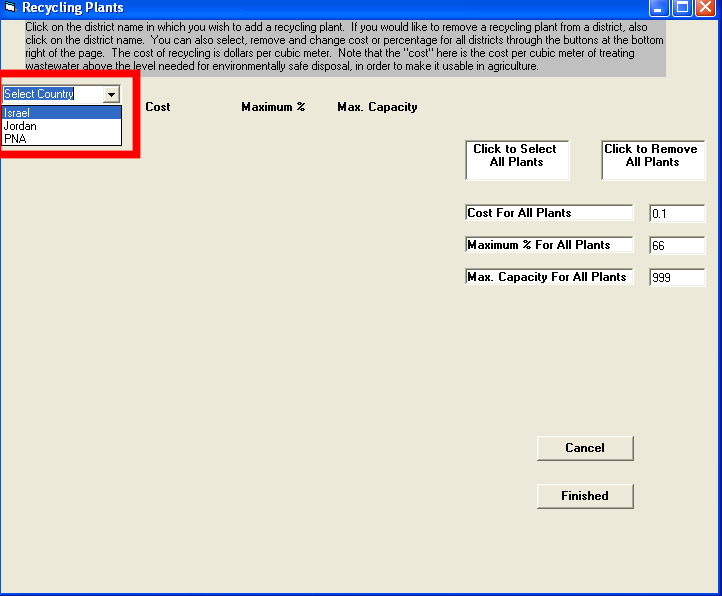 Recycling Plants
Click on the district name in which you wish to add a recycling plant.  If you would like to remove a recycling plant from a district, also
click on the district name.  You can also select, remove and change cost or percentage for all districts through the buttons at the bottom
right of the page.  The cost of recycling is dollars per cubic meter.  Note that the "cost" here is the cost per cubic meter of treating
wastewater above the level needed for environmentally safe disposal, in order to make it usable in agriculture.
Select Country
Israel
Jordan
PNA
Cost Maximum % Max. Capacity
Click to Select
All Plants
Click to Remove
All Plants
Cost For All Plants 0.1
Maximum % For All Plants 66
Max. Capacity For All Plants 999
Cancel
Finished